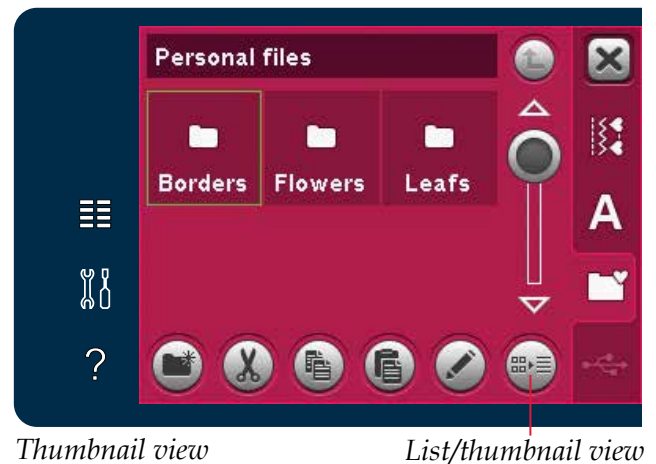 Personal files
Borders Flowers Leafs
A
?
Thumbnail view List/thumbnail view